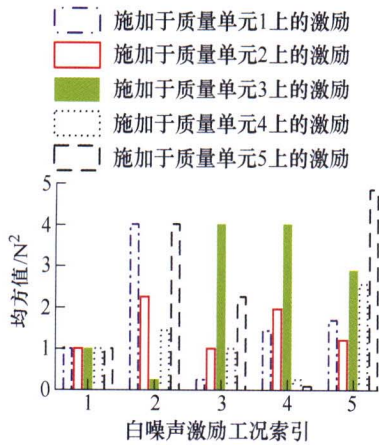 施加于质量单元1上的激励
施加于质量单元2上的激励
施加于质量单元3上的激励
施加于质量单元4上的激励
施加于质量单元5上的激励
5
4
3
2
1
0
均方值/N²
1 2 3 4 5
白噪声激励工况索引